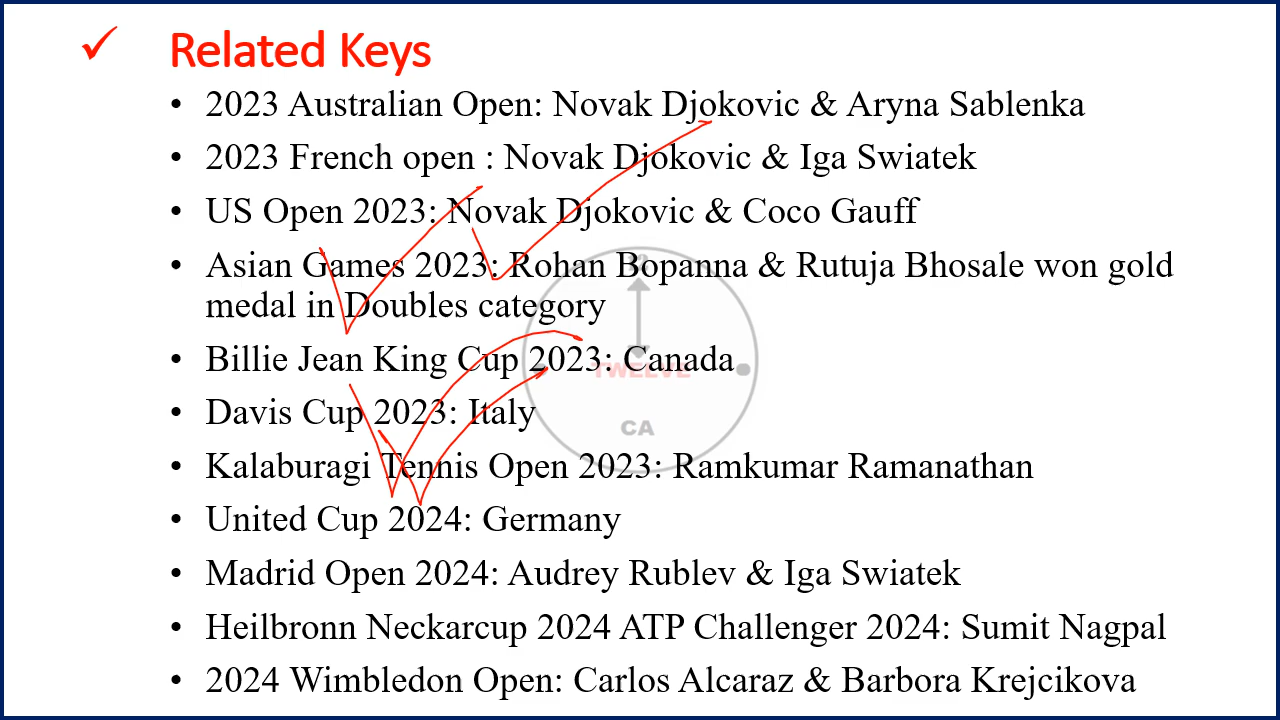 ✓ Related Keys
• 2023 Australian Open: Novak Djokovic & Aryna Sablenka
• 2023 French open : Novak Djokovic & Iga Swiatek
• US Open 2023: Novak Djokovic & Coco Gauff
• Asian Games 2023: Rohan Bopanna & Rutuja Bhosale won gold
medal in Doubles category
• Billie Jean King Cup 2023: Canada
• Davis Cup 2023: Italy
• Kalaburagi Tennis Open 2023: Ramkumar Ramanathan
• United Cup 2024: Germany
• Madrid Open 2024: Audrey Rublev & Iga Swiatek
• Heilbronn Neckarcup 2024 ATP Challenger 2024: Sumit Nagpal
• 2024 Wimbledon Open: Carlos Alcaraz & Barbora Krejcikova
TWELVE
CA